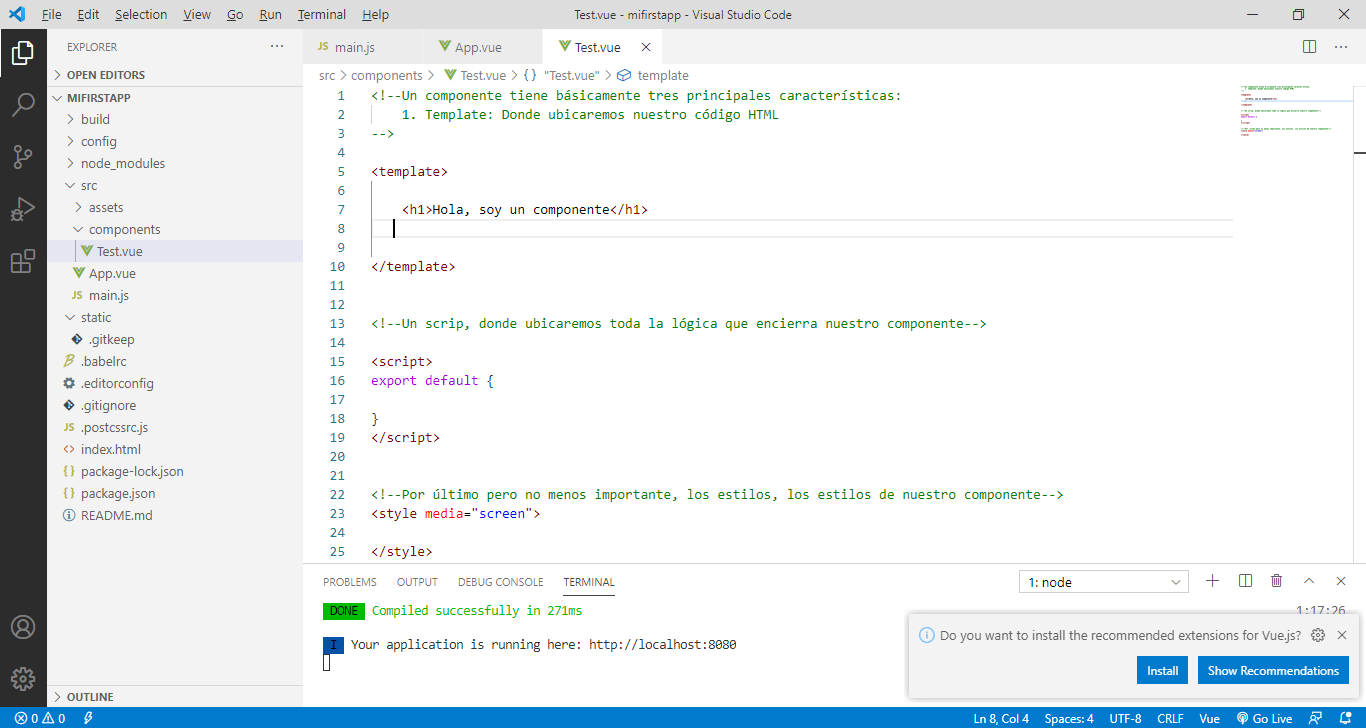 File Edit Selection View Go Run Terminal Help Test.vue - mifirstapp - Visual Studio Code
EXPLORER ···
OPEN EDITORS
MIFIRSTAPP
build
config
node_modules
src
assets
components
Test.vue
App.vue
JS main.js
static
.gitkeep
.babelrc
.editorconfig
.gitignore
JS .postcssrc.js
<> index.html
{} package-lock.json
{} package.json
README.md
OUTLINE
JS main.js App.vue Test.vue ×
src > components > Test.vue > {} "Test.vue" > template
1 <!--Un componente tiene básicamente tres principales características:
2 1. Template: Donde ubicaremos nuestro código HTML
3 -->
4
5 <template>
6
7 <h1>Hola, soy un componente</h1>
8
9
10 </template>
11
12
13 <!--Un scrip, donde ubicaremos toda la lógica que encierra nuestro componente-->
14
15 <script>
16 export default {
17
18 }
19 </script>
20
21
22 <!--Por último pero no menos importante, los estilos, los estilos de nuestro componente-->
23 <style media="screen">
24
25 </style>
PROBLEMS OUTPUT DEBUG CONSOLE TERMINAL 1: node
DONE Compiled successfully in 271ms 1:17:26
I Your application is running here: http://localhost:8080
Do you want to install the recommended extensions for Vue.js?
Install Show Recommendations
0 0 Ln 8, Col 4 Spaces: 4 UTF-8 CRLF Vue Go Live